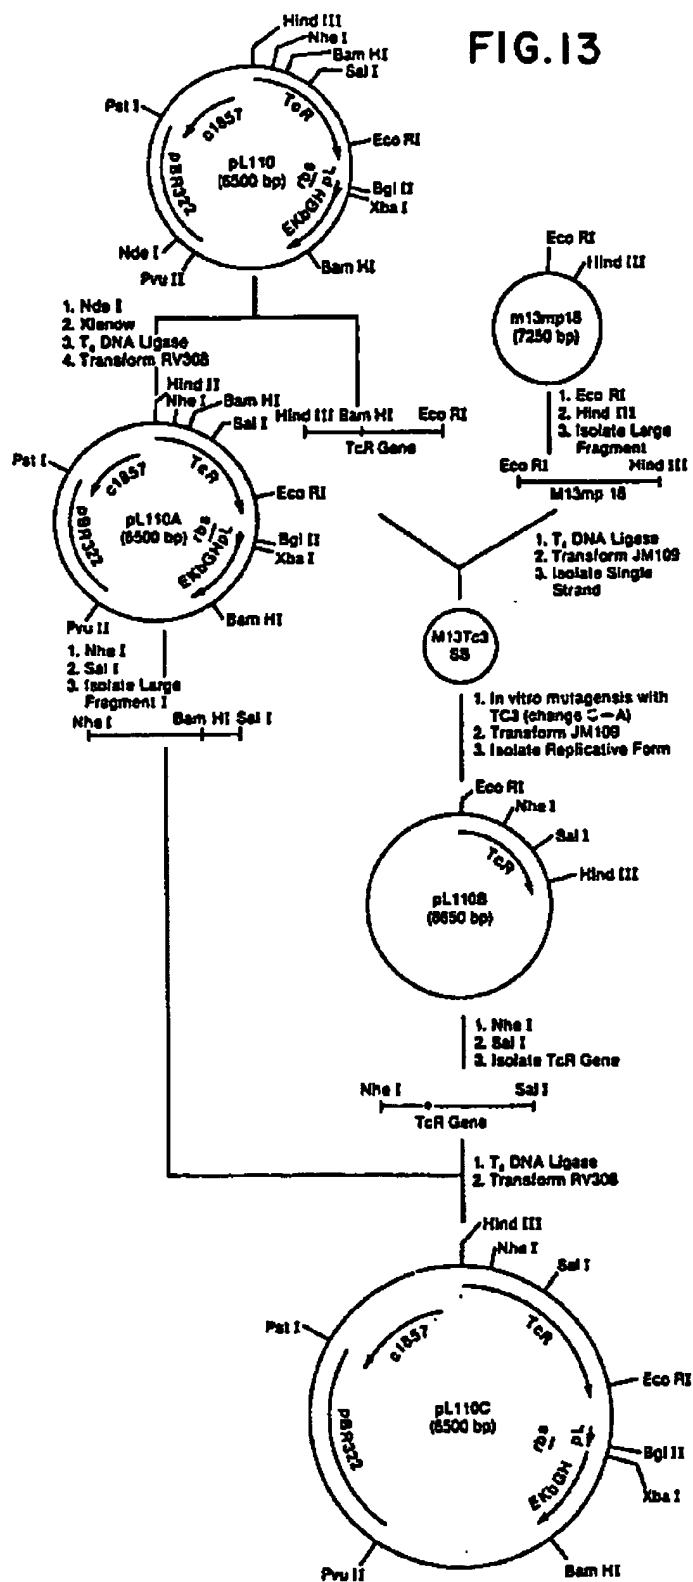 FIG.13
Hind III
Nhe I
Bam HI
Sal I
Pst I
TcR
c1857
Eco RI
pL110
(6500 bp)
rbs
pL
Bgl II
Xba I
pBR322
EKbGH
Nde I
Pvu II
Bam HI
Eco RI
Hind III
m13mp18
(7250 bp)
1. Nde I
2. Klenow
3. T4 DNA Ligase
4. Transform RV308
1. Eco RI
2. Hind III
3. Isolate Large
Fragment
Hind II
Nhe I
Bam HI
Sal I
Hind III Bam HI Eco RI
TcR Gene
Eco RI Hind III
M13mp 18
Pst I
c1857
TcR
Eco RI
pL110A
(6500 bp)
rbs
pL
Bgl II
Xba I
pBR322
EKbGH
Pvu II
Bam HI
1. T4 DNA Ligase
2. Transform JM109
3. Isolate Single
Strand
M13Tc3
SS
1. Nhe I
2. Sal I
3. Isolate Large
Fragment I
Nhe I Bam HI Sal I
1. In vitro mutagensis with
TC3 (change C→A)
2. Transform JM109
3. Isolate Replicative Form
Eco RI
Nhe I
Sal I
TcR
Hind III
pL110B
(8650 bp)
1. Nhe I
2. Sal I
3. Isolate TcR Gene
Nhe I Sal I
TcR Gene
1. T4 DNA Ligase
2. Transform RV308
Hind III
Nhe I
Sal I
Pst I
c1857
TcR
Eco RI
pL110C
(6500 bp)
rbs
pL
Bgl II
Xba I
pBR322
EKbGH
Pvu II
Bam HI